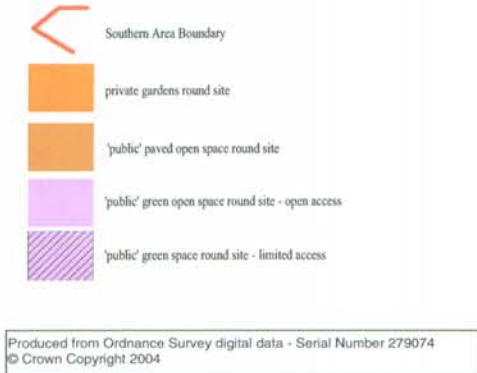 Southern Area Boundary
private gardens round site
'public' paved open space round site
'public' green open space round site - open access
'public' green space round site - limited access
Produced from Ordnance Survey digital data - Serial Number 279074
© Crown Copyright 2004